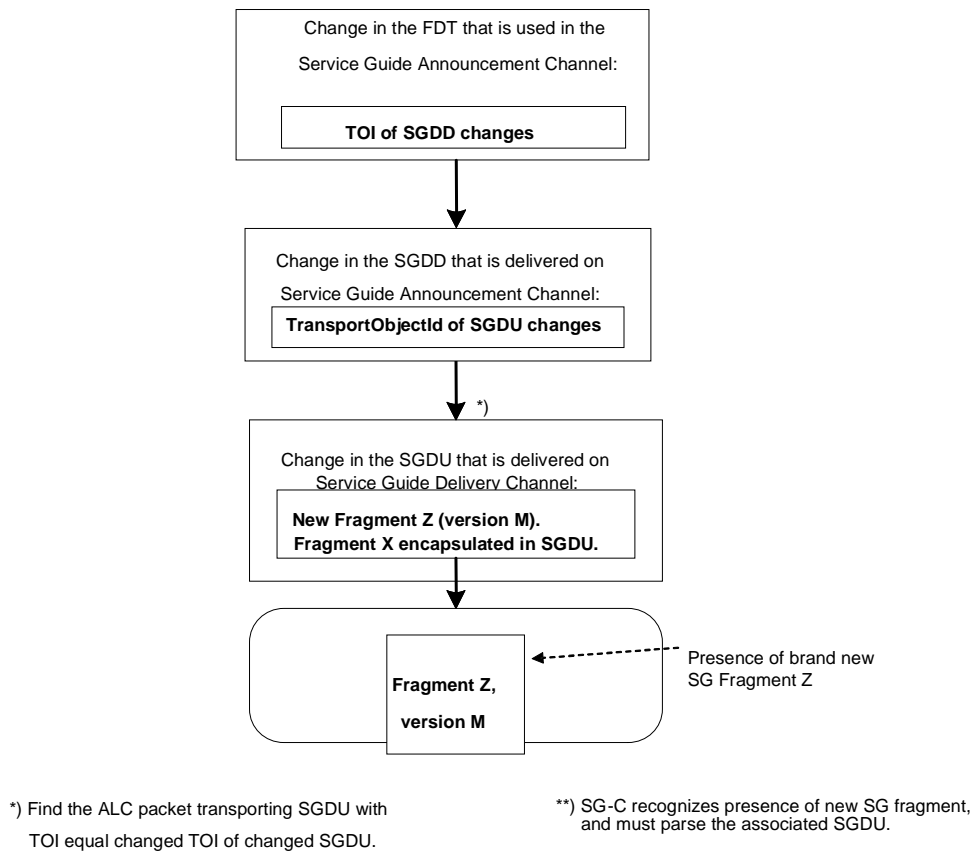 Change in the FDT that is used in the
Service Guide Announcement Channel:
TOI of SGDD changes
Change in the SGDD that is delivered on
Service Guide Announcement Channel:
TransportObjectId of SGDU changes
*)
Change in the SGDU that is delivered on
Service Guide Delivery Channel:
New Fragment Z (version M).
Fragment X encapsulated in SGDU.
Presence of brand new
SG Fragment Z
Fragment Z,
version M
*) Find the ALC packet transporting SGDU with
TOI equal changed TOI of changed SGDU.
**) SG-C recognizes presence of new SG fragment,
and must parse the associated SGDU.